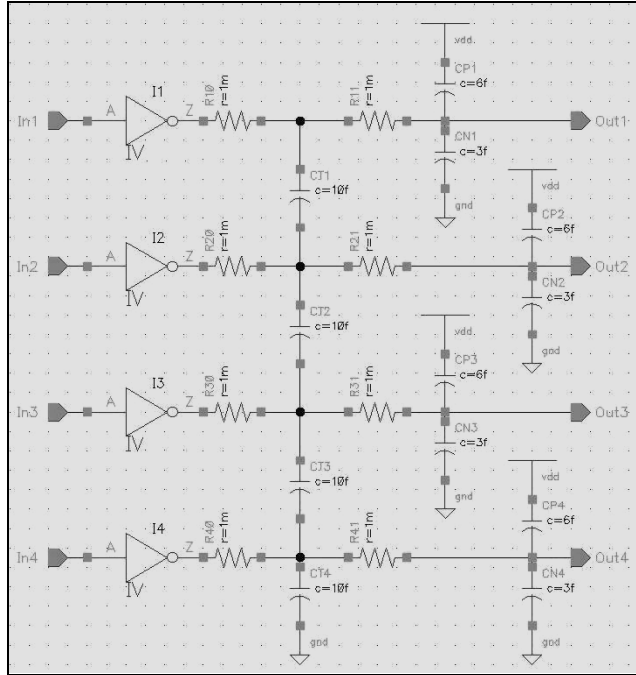 vdd
I1
R10
r=1m
R11
r=1m
CP1
c=6f
In1
A
Z
Out1
IV
CN1
c=3f
CT1
c=10f
gnd
vdd
I2
R20
r=1m
R21
r=1m
CP2
c=6f
In2
A
Z
Out2
IV
CN2
c=3f
CT2
c=10f
vdd
gnd
I3
R30
r=1m
R31
r=1m
CP3
c=6f
In3
A
Z
Out3
IV
CN3
c=3f
CT3
c=10f
gnd
vdd
I4
R40
r=1m
R41
r=1m
CP4
c=6f
In4
A
Z
Out4
IV
CT4
c=10f
CN4
c=3f
gnd
gnd